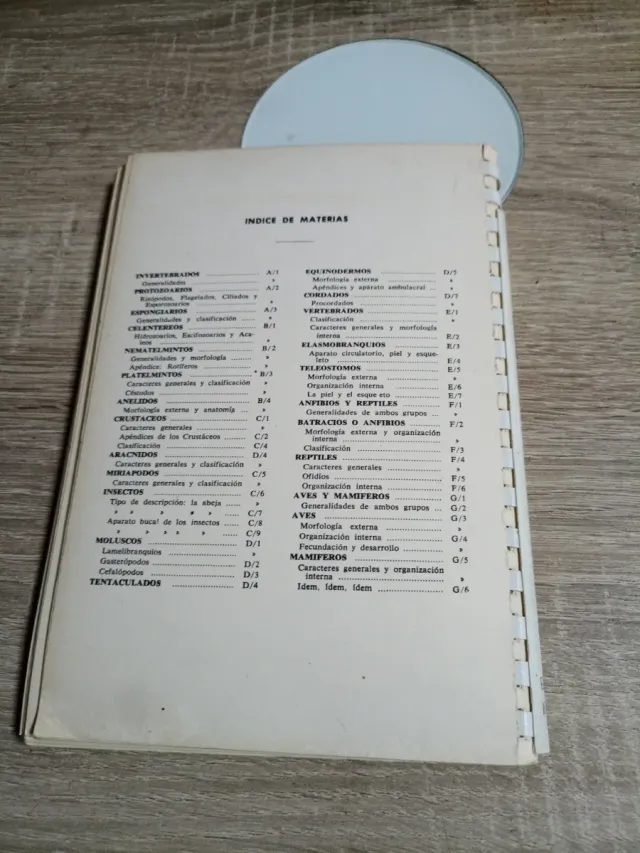 INDICE DE MATERIAS
INVERTEBRADOS ............ A/1
Generalidades ............ »
PROTOZOARIOS ............ A/2
Rizópodos, Flagelados, Ciliados y
Esporozoarios ............ »
ESPONGIARIOS ............ A/3
Generalidades y clasificación ...... »
CELENTEREOS ............ B/1
Hidrozoarios, Escifozoarios y Aca-
leos ............ »
NEMATELMINTOS ............ B/2
Generalidades y morfología ......... »
Apéndice: Rotíferos ............ »
PLATELMINTOS ............ B/3
Caracteres generales y clasificación »
Céstodos ............ »
ANELIDOS ............ B/4
Morfología externa y anatomía ... »
CRUSTACEOS ............ C/1
Caracteres generales ............ »
Apéndices de los Crustáceos ........ C/2
Clasificación ............ C/4
ARACNIDOS ............ D/4
Caracteres generales y clasificación »
MIRIAPODOS ............ C/5
Caracteres generales y clasificación »
INSECTOS ............ C/6
Tipo de descripción: la abeja ...... »
» » » » » ...... C/7
Aparato bucal de los insectos ...... C/8
» » » » ...... C/9
MOLUSCOS ............ D/1
Lamelibranquios ............ »
Gasterópodos ............ D/2
Cefalópodos ............ D/3
TENTACULADOS ............ D/4
EQUINODERMOS ............ D/5
Morfología externa ............ »
Apéndices y aparato ambulacral ... »
CORDADOS ............ D/7
Procordados ............ »
VERTEBRADOS ............ E/1
Clasificación ............ »
Caracteres generales y morfología
interna ............ E/2
ELASMOBRANQUIOS ............ E/3
Aparato circulatorio, piel y esque-
leto ............ E/4
TELEOSTOMOS ............ E/5
Morfología externa ............ »
Organización interna ............ E/6
La piel y el esque eto ............ E/7
ANFIBIOS Y REPTILES ............ F/1
Generalidades de ambos grupos ... »
BATRACIOS O ANFIBIOS ............ F/2
Morfología externa y organización
interna ............ »
Clasificación ............ F/3
REPTILES ............ F/4
Caracteres generales ............ »
Ofidios ............ F/5
Organización interna ............ F/6
AVES Y MAMIFEROS ............ G/1
Generalidades de ambos grupos ... G/2
AVES ............ G/3
Morfología externa ............ »
Organización interna ............ G/4
Fecundación y desarrollo ............ »
MAMIFEROS ............ G/5
Caracteres generales y organización
interna ............ »
Idem, ídem, ídem ............ G/6